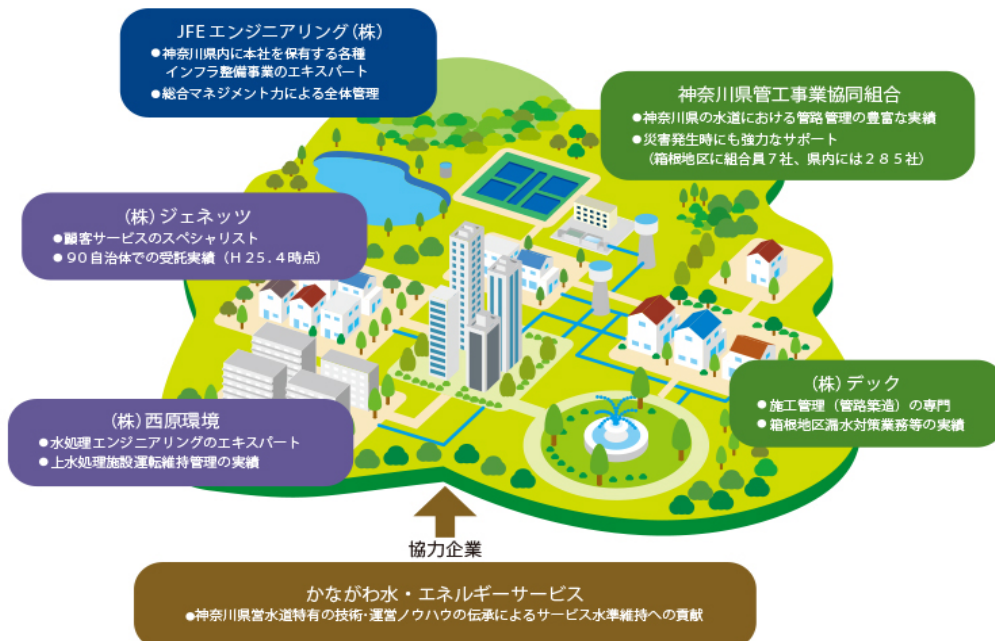 JFEエンジニアリング(株)
●神奈川県内に本社を保有する各種
インフラ整備事業のエキスパート
●総合マネジメント力による全体管理
神奈川県管工事業協同組合
●神奈川県の水道における管路管理の豊富な実績
●災害発生時にも強力なサポート
(箱根地区に組合員7社、県内には285社)
(株)ジェネッツ
●顧客サービスのスペシャリスト
●90自治体での受託実績(H25.4時点)
(株)デック
●施工管理(管路築造)の専門
●箱根地区漏水対策業務等の実績
(株)西原環境
●水処理エンジニアリングのエキスパート
●上水処理施設運転維持管理の実績
協力企業
かながわ水・エネルギーサービス
●神奈川県営水道特有の技術・運営ノウハウの伝承によるサービス水準維持への貢献